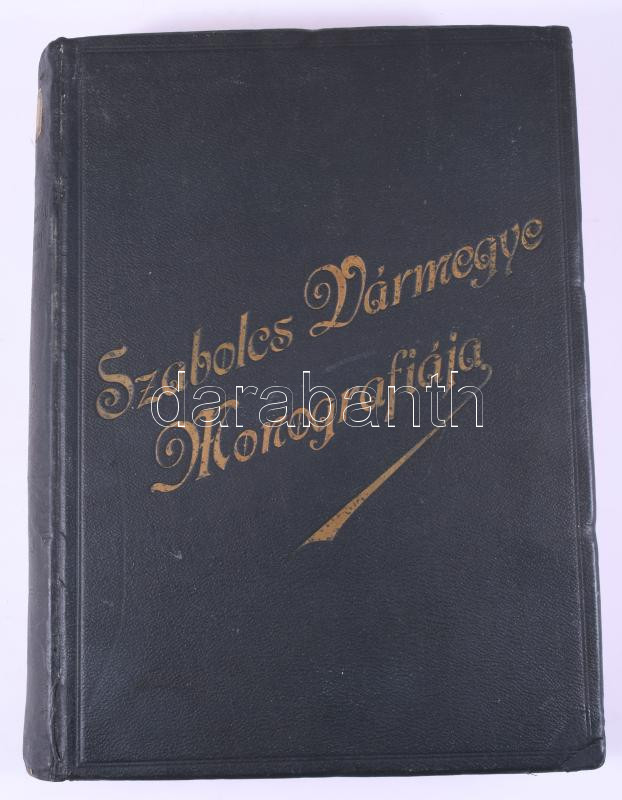 Szabolcs Vármegye
Monografiája
darabanth